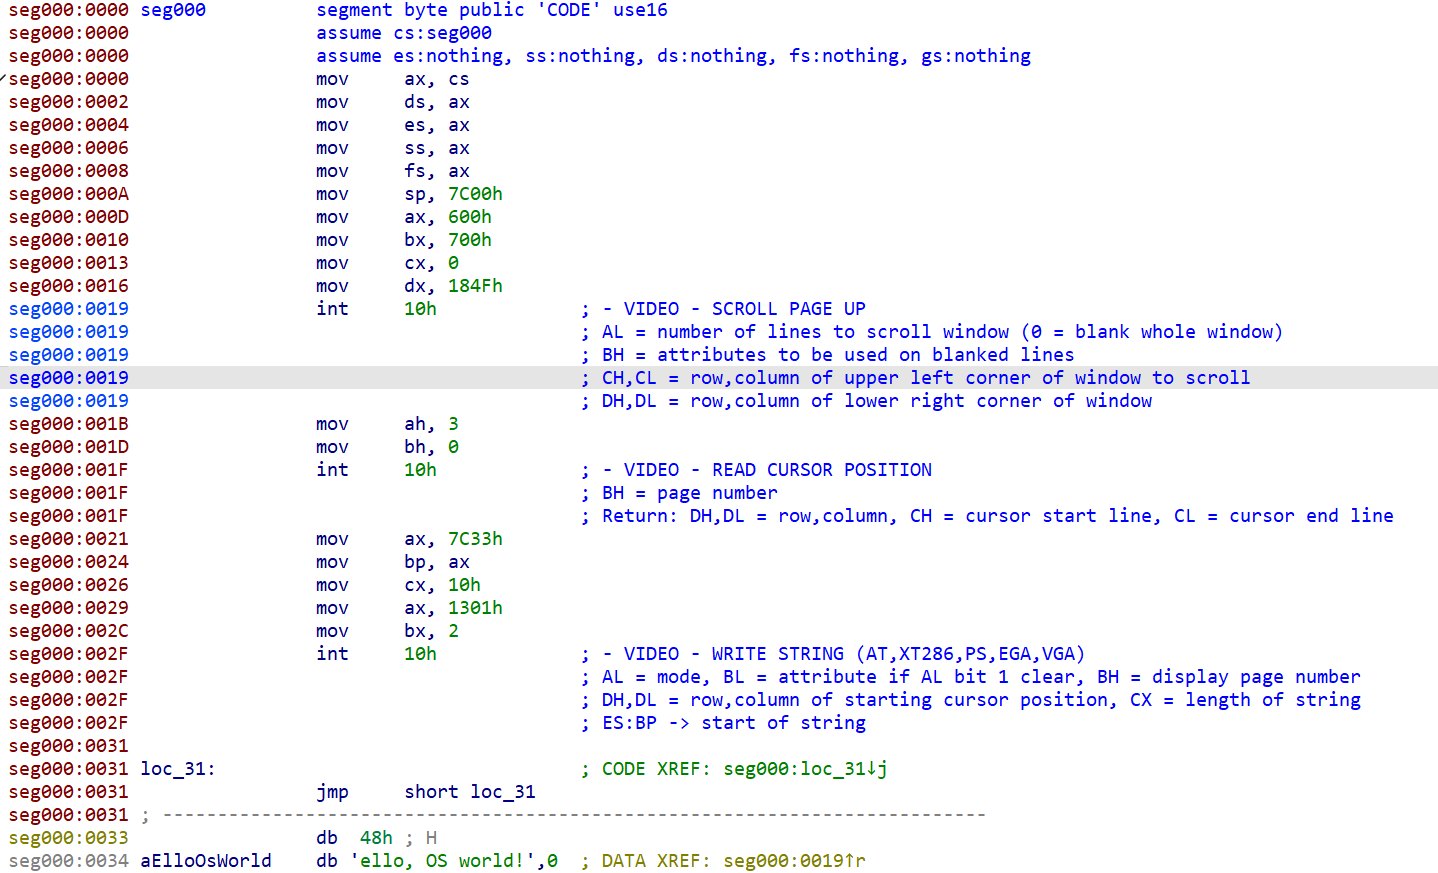 seg000:0000 seg000          segment byte public 'CODE' use16
seg000:0000                 assume cs:seg000
seg000:0000                 assume es:nothing, ss:nothing, ds:nothing, fs:nothing, gs:nothing
seg000:0000                 mov     ax, cs
seg000:0002                 mov     ds, ax
seg000:0004                 mov     es, ax
seg000:0006                 mov     ss, ax
seg000:0008                 mov     fs, ax
seg000:000A                 mov     sp, 7C00h
seg000:000D                 mov     ax, 600h
seg000:0010                 mov     bx, 700h
seg000:0013                 mov     cx, 0
seg000:0016                 mov     dx, 184Fh
seg000:0019                 int     10h             ; - VIDEO - SCROLL PAGE UP
seg000:0019                                         ; AL = number of lines to scroll window (0 = blank whole window)
seg000:0019                                         ; BH = attributes to be used on blanked lines
seg000:0019                                         ; CH,CL = row,column of upper left corner of window to scroll
seg000:0019                                         ; DH,DL = row,column of lower right corner of window
seg000:001B                 mov     ah, 3
seg000:001D                 mov     bh, 0
seg000:001F                 int     10h             ; - VIDEO - READ CURSOR POSITION
seg000:001F                                         ; BH = page number
seg000:001F                                         ; Return: DH,DL = row,column, CH = cursor start line, CL = cursor end line
seg000:0021                 mov     ax, 7C33h
seg000:0024                 mov     bp, ax
seg000:0026                 mov     cx, 10h
seg000:0029                 mov     ax, 1301h
seg000:002C                 mov     bx, 2
seg000:002F                 int     10h             ; - VIDEO - WRITE STRING (AT,XT286,PS,EGA,VGA)
seg000:002F                                         ; AL = mode, BL = attribute if AL bit 1 clear, BH = display page number
seg000:002F                                         ; DH,DL = row,column of starting cursor position, CX = length of string
seg000:002F                                         ; ES:BP -> start of string
seg000:0031
seg000:0031 loc_31:                                 ; CODE XREF: seg000:loc_31↓j
seg000:0031                 jmp     short loc_31
seg000:0031 ; ---------------------------------------------------------------------------
seg000:0033                 db  48h ; H
seg000:0034 aElloOsWorld    db 'ello, OS world!',0  ; DATA XREF: seg000:0019↑r